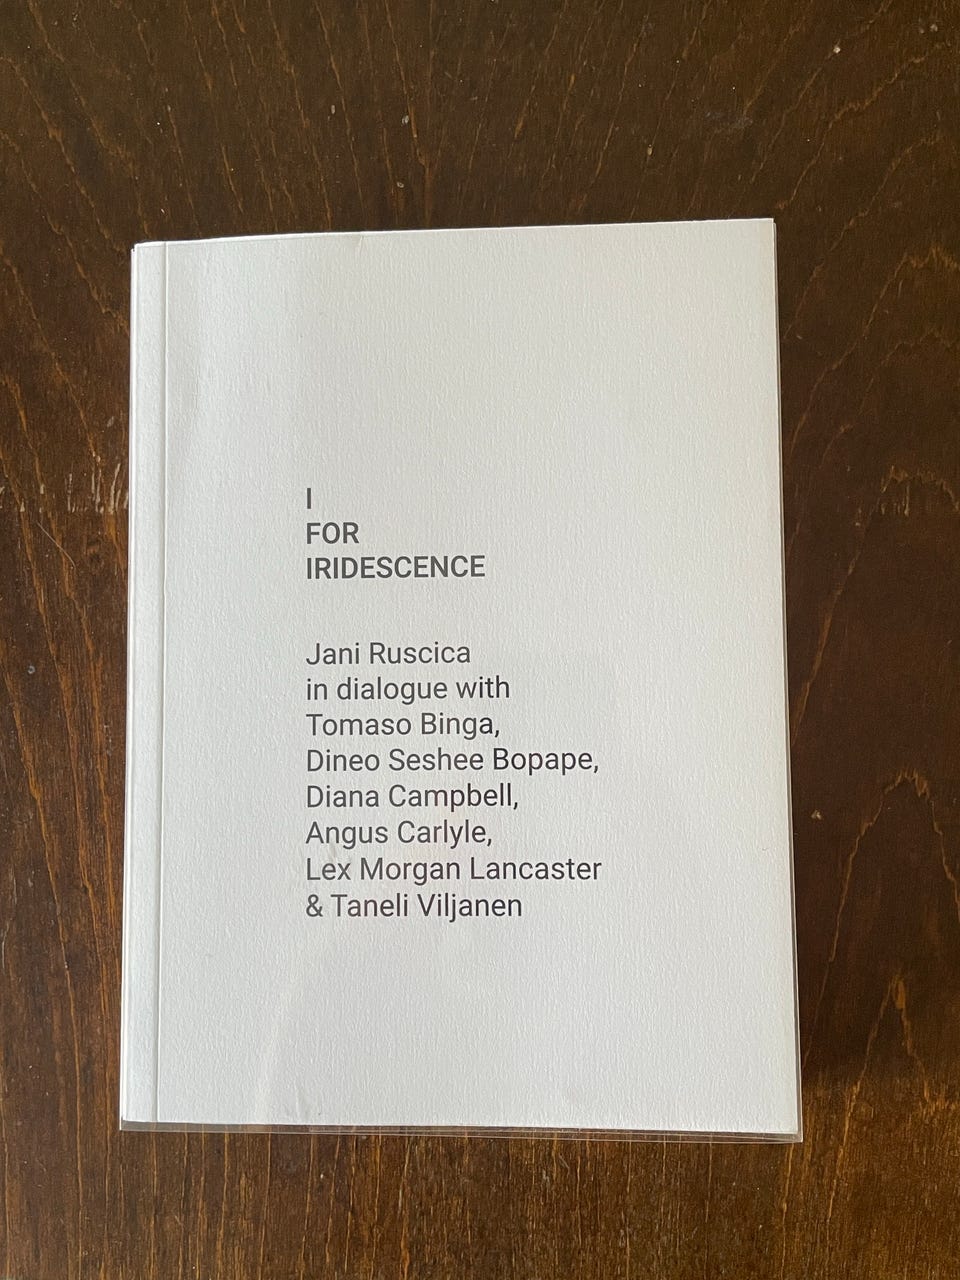 I
FOR
IRIDESCENCE
Jani Ruscica
in dialogue with
Tomaso Binga,
Dineo Seshee Bopape,
Diana Campbell,
Angus Carlyle,
Lex Morgan Lancaster
& Taneli Viljanen